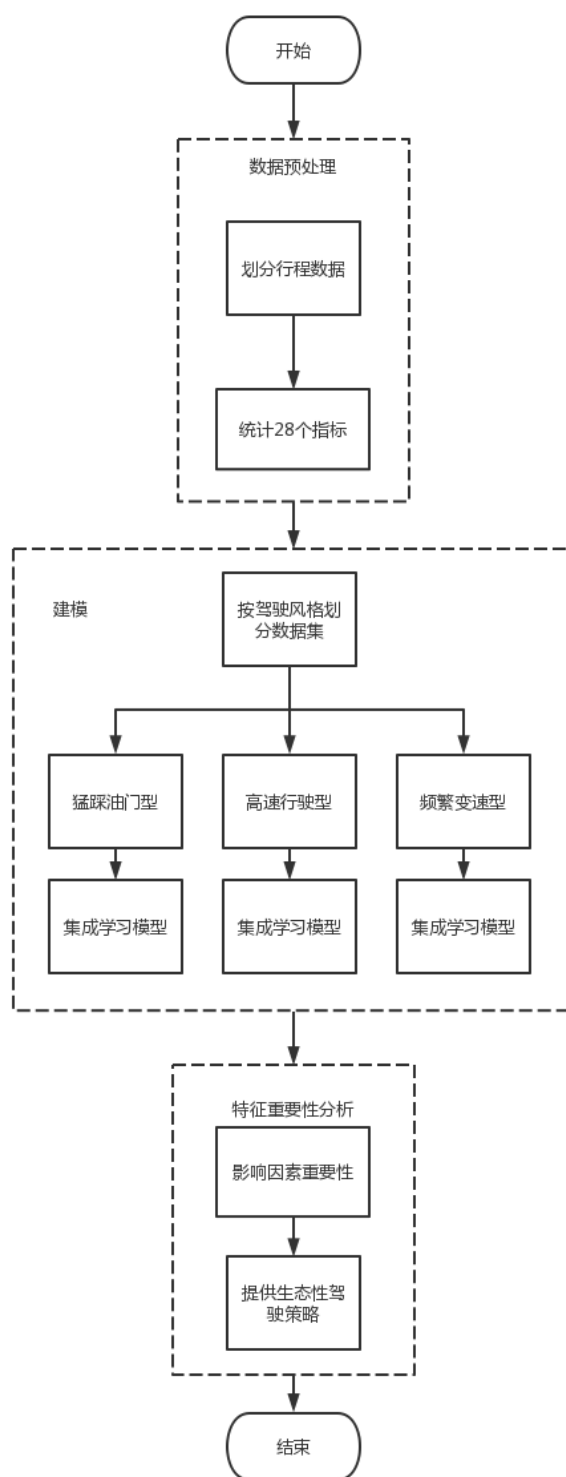 开始
数据预处理
划分行程数据
统计28个指标
建模
按驾驶风格划
分数据集
猛踩油门型
高速行驶型
频繁变速型
集成学习模型
集成学习模型
集成学习模型
特征重要性分析
影响因素重要性
提供生态性驾
驶策略
结束